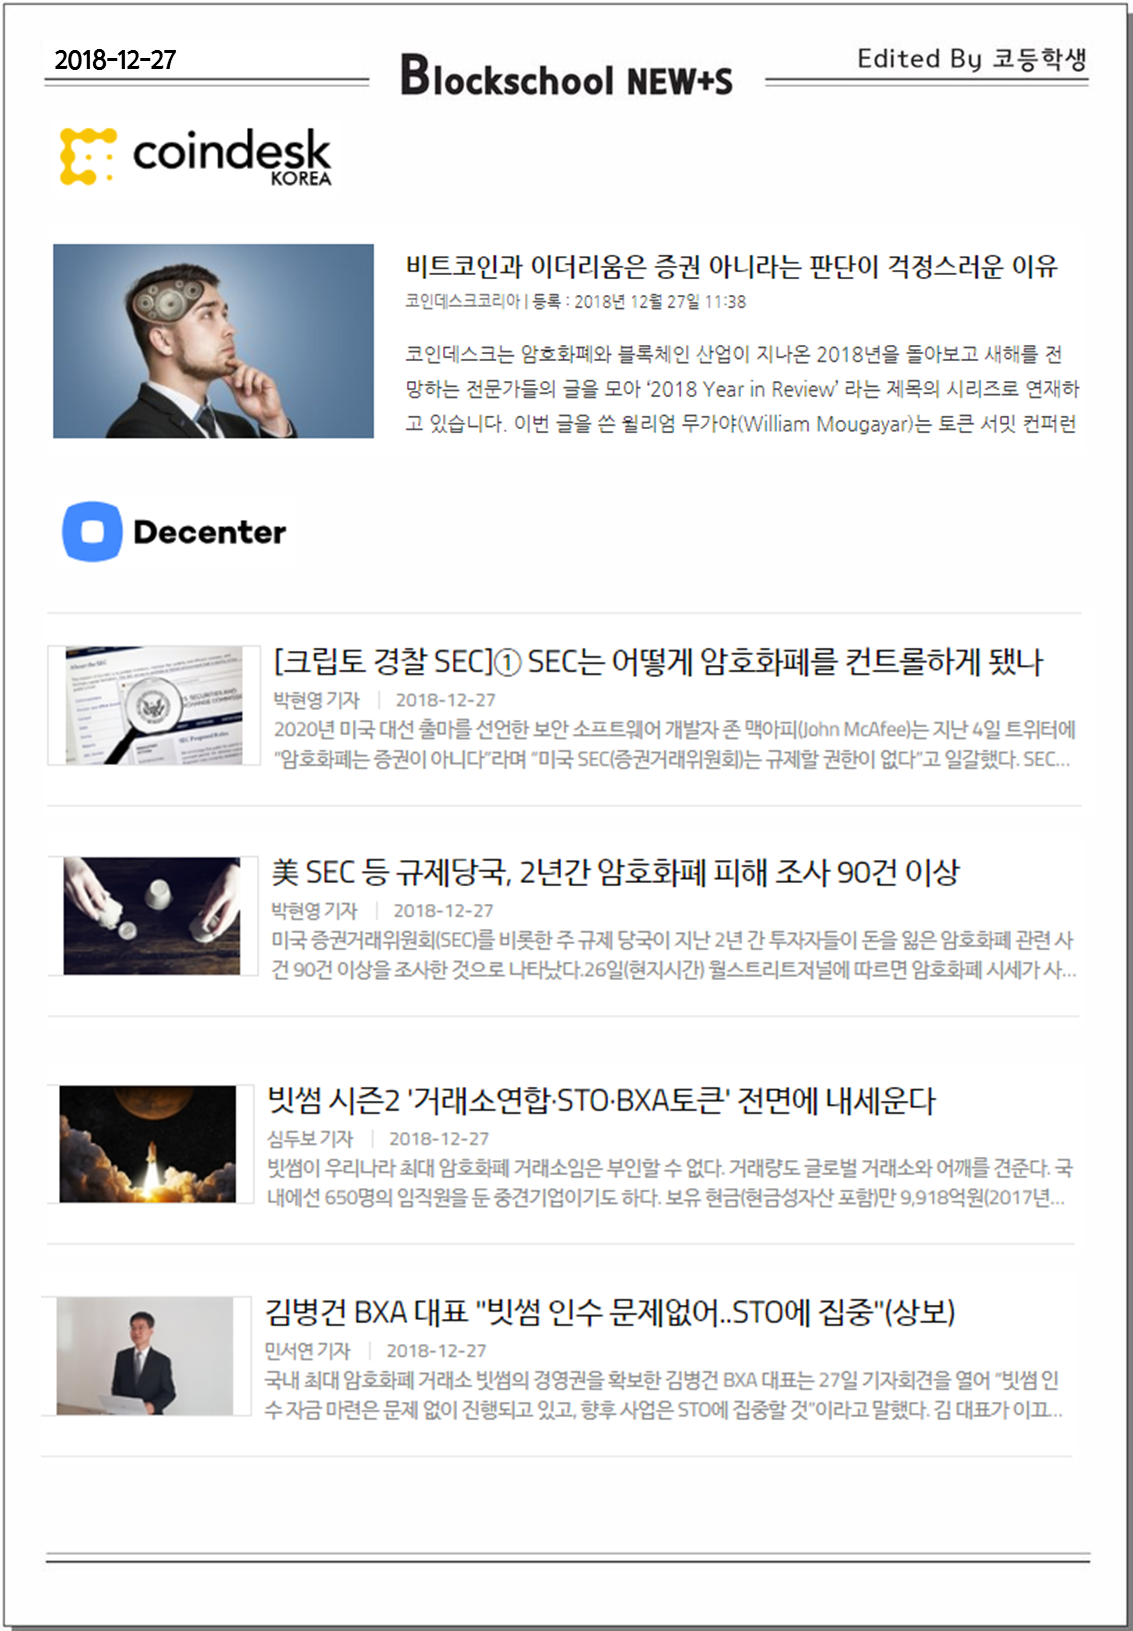 2018-12-27
Blockschool NEW+S
Edited By 코등학생
coindesk
KOREA
비트코인과 이더리움은 증권 아니라는 판단이 걱정스러운 이유
코인데스크코리아 | 등록 : 2018년 12월 27일 11:38
코인데스크는 암호화폐와 블록체인 산업이 지나온 2018년을 돌아보고 새해를 전
망하는 전문가들의 글을 모아 ‘2018 Year in Review’ 라는 제목의 시리즈로 연재하
고 있습니다. 이번 글을 쓴 윌리엄 무가야(William Mougayar)는 토큰 서밋 컨퍼런
Decenter
[크립토 경찰 SEC]① SEC는 어떻게 암호화폐를 컨트롤하게 됐나
박현영 기자 | 2018-12-27
2020년 미국 대선 출마를 선언한 보안 소프트웨어 개발자 존 맥아피(John McAfee)는 지난 4일 트위터에
“암호화폐는 증권이 아니다”라며 “미국 SEC(증권거래위원회)는 규제할 권한이 없다”고 일갈했다. SEC...
美 SEC 등 규제당국, 2년간 암호화폐 피해 조사 90건 이상
박현영 기자 | 2018-12-27
미국 증권거래위원회(SEC)를 비롯한 주 규제 당국이 지난 2년 간 투자자들이 돈을 잃은 암호화폐 관련 사
건 90건 이상을 조사한 것으로 나타났다.26일(현지시간) 월스트리트저널에 따르면 암호화폐 시세가 사...
빗썸 시즌2 '거래소연합·STO·BXA토큰' 전면에 내세운다
심두보 기자 | 2018-12-27
빗썸이 우리나라 최대 암호화폐 거래소임은 부인할 수 없다. 거래량도 글로벌 거래소와 어깨를 견준다. 국
내에선 650명의 임직원을 둔 중견기업이기도 하다. 보유 현금(현금성자산 포함)만 9,918억원(2017년...
김병건 BXA 대표 "빗썸 인수 문제없어..STO에 집중"(상보)
민서연 기자 | 2018-12-27
국내 최대 암호화폐 거래소 빗썸의 경영권을 확보한 김병건 BXA 대표는 27일 기자회견을 열어 “빗썸 인
수 자금 마련은 문제 없이 진행되고 있고, 향후 사업은 STO에 집중할 것”이라고 말했다. 김 대표가 이끄...